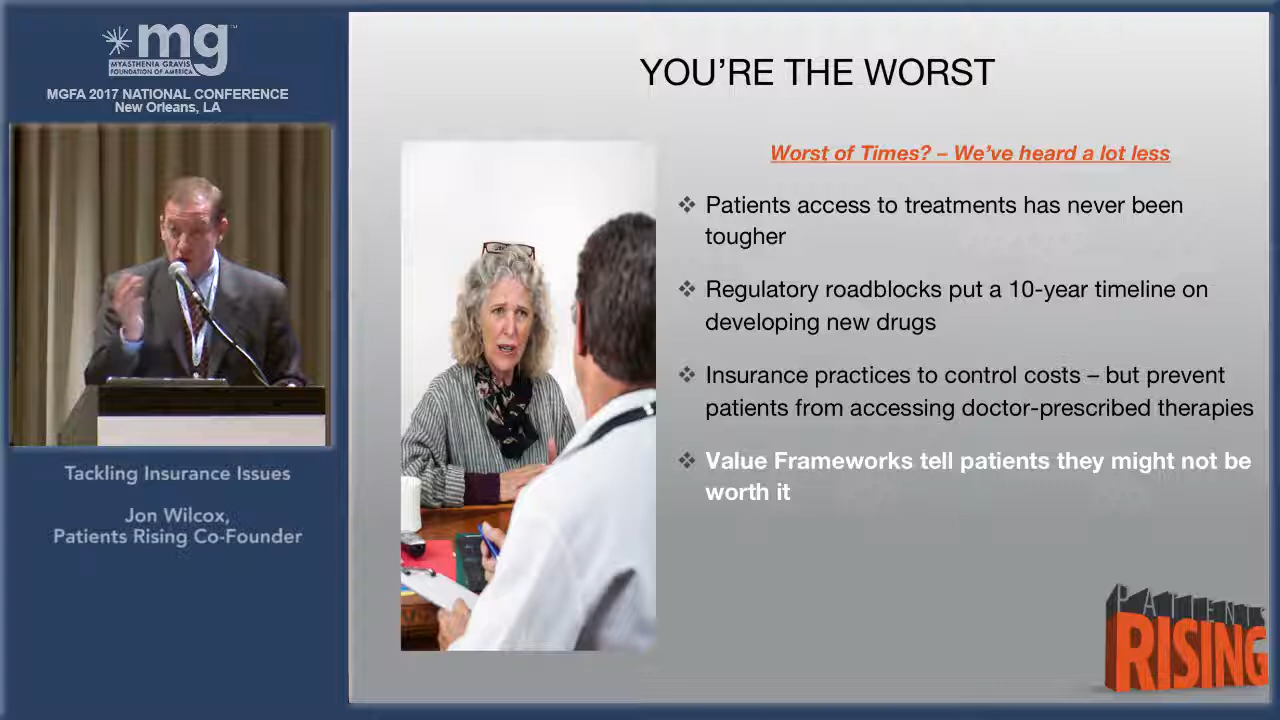 mg
MYASTHENIA GRAVIS
FOUNDATION OF AMERICA
MGFA 2017 NATIONAL CONFERENCE
New Orleans, LA
Tackling Insurance Issues
Jon Wilcox,
Patients Rising Co-Founder
YOU’RE THE WORST
Worst of Times? – We’ve heard a lot less
Patients access to treatments has never been
tougher
Regulatory roadblocks put a 10-year timeline on
developing new drugs
Insurance practices to control costs – but prevent
patients from accessing doctor-prescribed therapies
Value Frameworks tell patients they might not be
worth it
PATIENTS
RISING